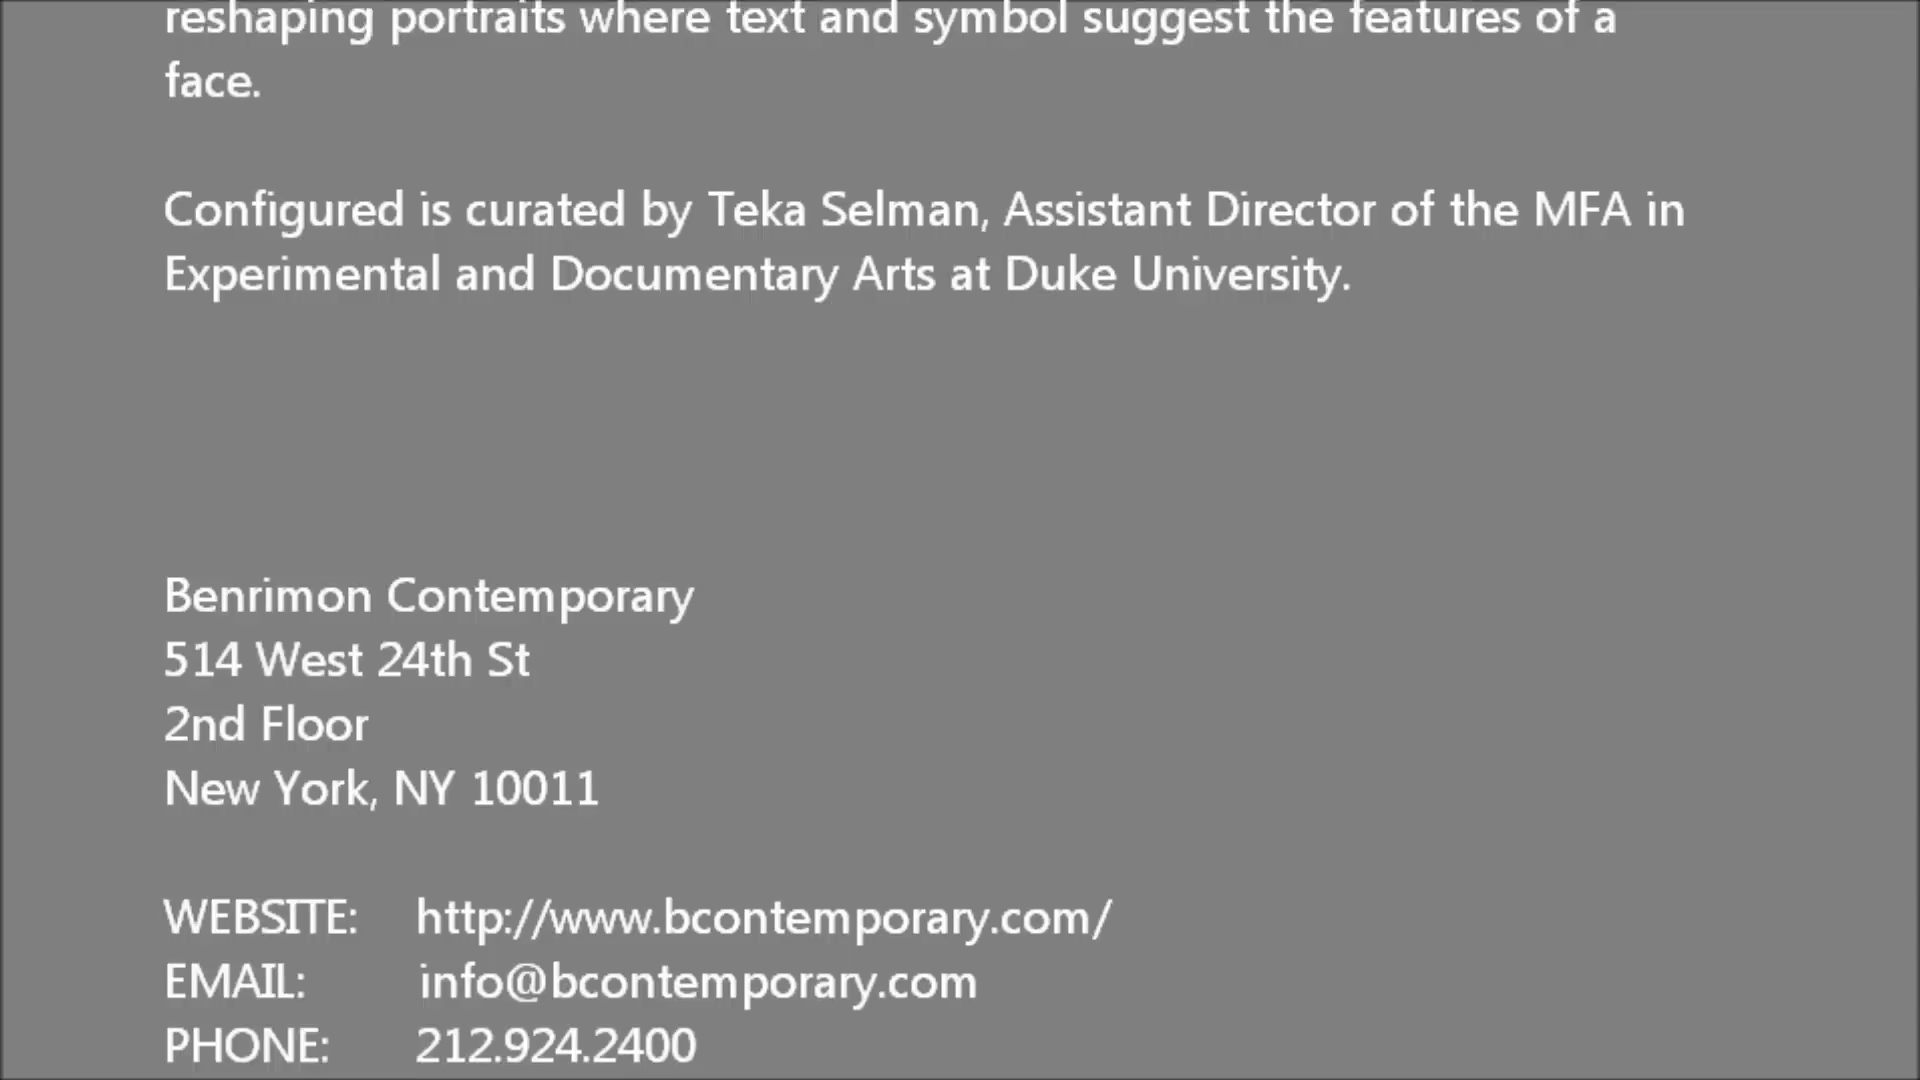 reshaping portraits where text and symbol suggest the features of a
face.
Configured is curated by Teka Selman, Assistant Director of the MFA in
Experimental and Documentary Arts at Duke University.
Benrimon Contemporary
514 West 24th St
2nd Floor
New York, NY 10011
WEBSITE: http://www.bcontemporary.com/
EMAIL: info@bcontemporary.com
PHONE: 212.924.2400